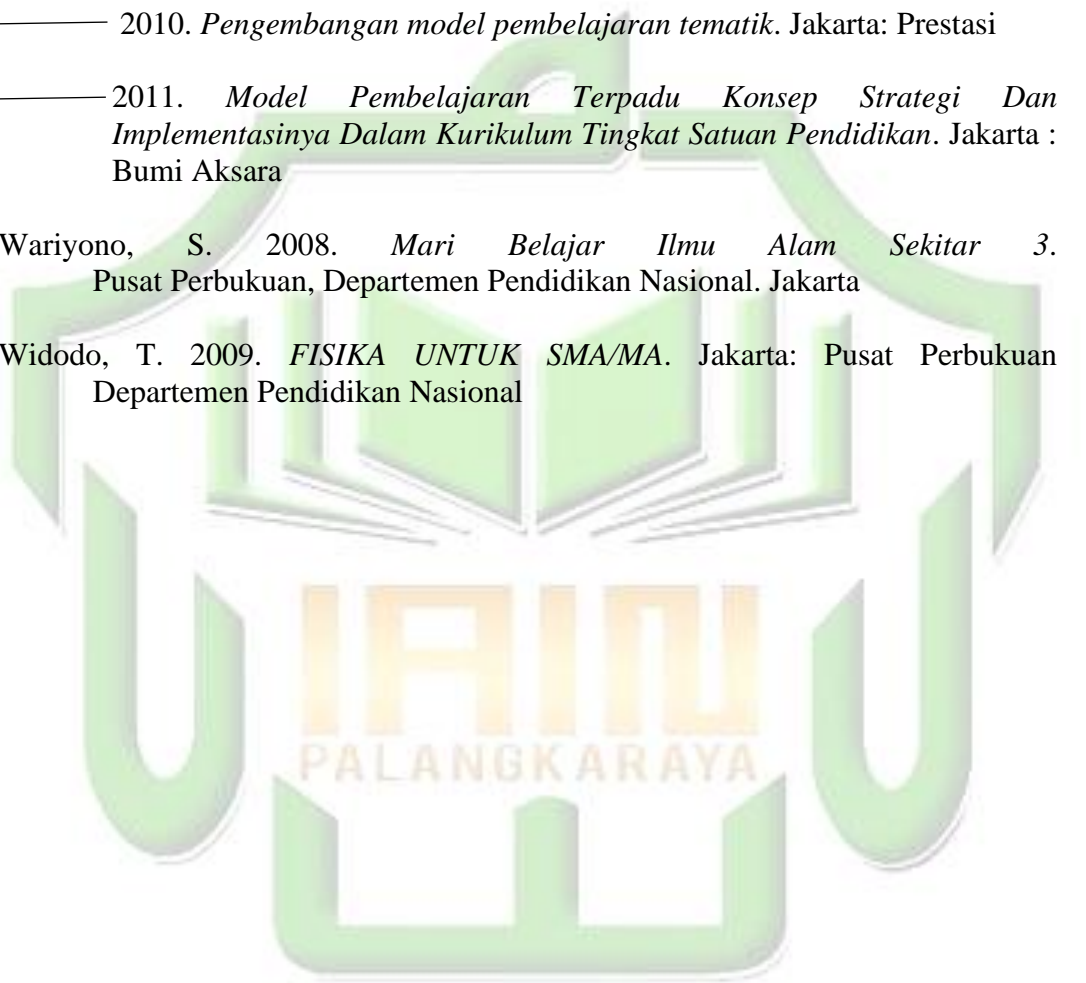 2010. Pengembangan model pembelajaran tematik. Jakarta: Prestasi
2011. Model Pembelajaran Terpadu Konsep Strategi Dan
Implementasinya Dalam Kurikulum Tingkat Satuan Pendidikan. Jakarta :
Bumi Aksara
Wariyono, S. 2008. Mari Belajar Ilmu Alam Sekitar 3.
Pusat Perbukuan, Departemen Pendidikan Nasional. Jakarta
Widodo, T. 2009. FISIKA UNTUK SMA/MA. Jakarta: Pusat Perbukuan
Departemen Pendidikan Nasional
IAIN
PALANGKARAYA